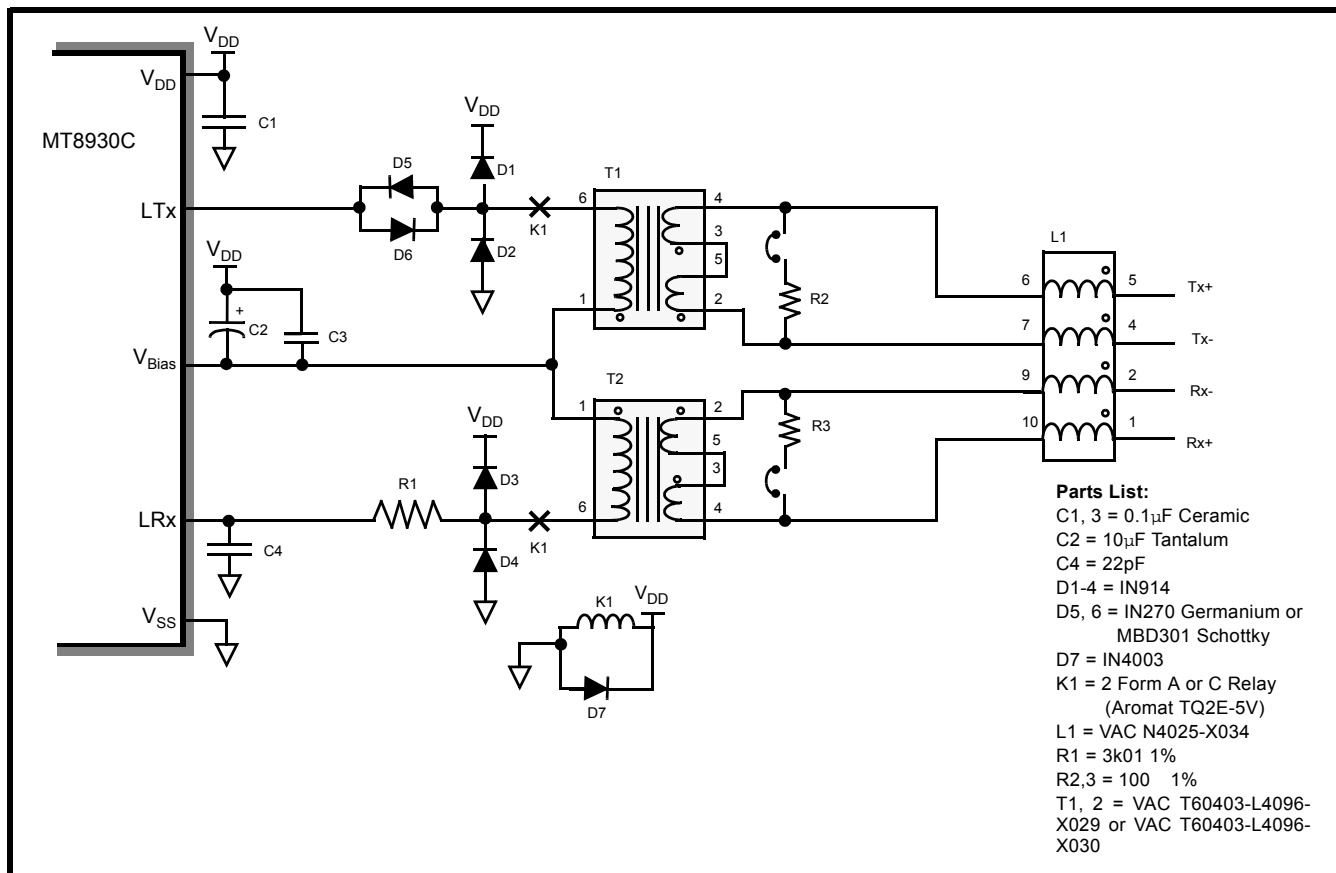 VDD
VDD
C1
MT8930C
VDD
D5
D1
T1
LTx
6
4
K1
D6
D2
3
5
L1
VDD
6
5
Tx+
+
C2
C3
1
2
R2
7
4
Tx-
VBias
T2
9
2
Rx-
1
2
VDD
R3
10
1
Rx+
5
R1
D3
3
LRx
6
4
C4
K1
D4
VSS
K1
VDD
D7
Parts List:
C1, 3 = 0.1μF Ceramic
C2 = 10μF Tantalum
C4 = 22pF
D1-4 = IN914
D5, 6 = IN270 Germanium or
MBD301 Schottky
D7 = IN4003
K1 = 2 Form A or C Relay
(Aromat TQ2E-5V)
L1 = VAC N4025-X034
R1 = 3k01 1%
R2,3 = 100 1%
T1, 2 = VAC T60403-L4096-
X029 or VAC T60403-L4096-
X030